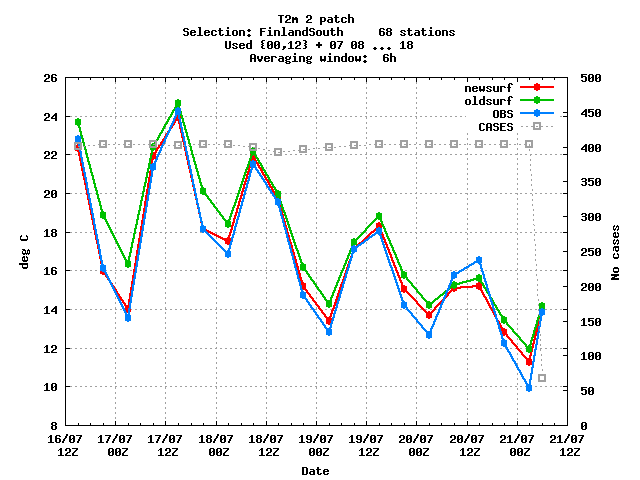 T2m 2 patch
Selection: FinlandSouth 68 stations
Used {00,12} + 07 08 ... 18
Averaging window: 6h
newsurf
oldsurf
OBS
CASES
deg C
No cases
26
24
22
20
18
16
14
12
10
8
500
450
400
350
300
250
200
150
100
50
0
16/07 17/07 17/07 18/07 18/07 19/07 19/07 20/07 20/07 21/07 21/07
12Z 00Z 12Z 00Z 12Z 00Z 12Z 00Z 12Z 00Z 12Z
Date